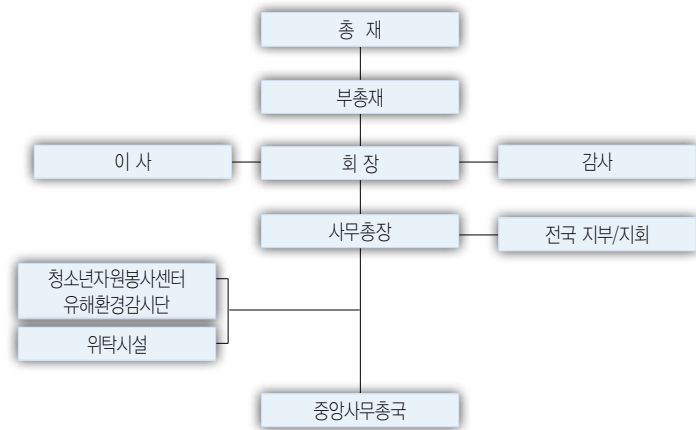 총 재
부총재
이 사
회 장
감사
사무총장
전국 지부/지회
청소년자원봉사센터
유해환경감시단
위탁시설
중앙사무총국